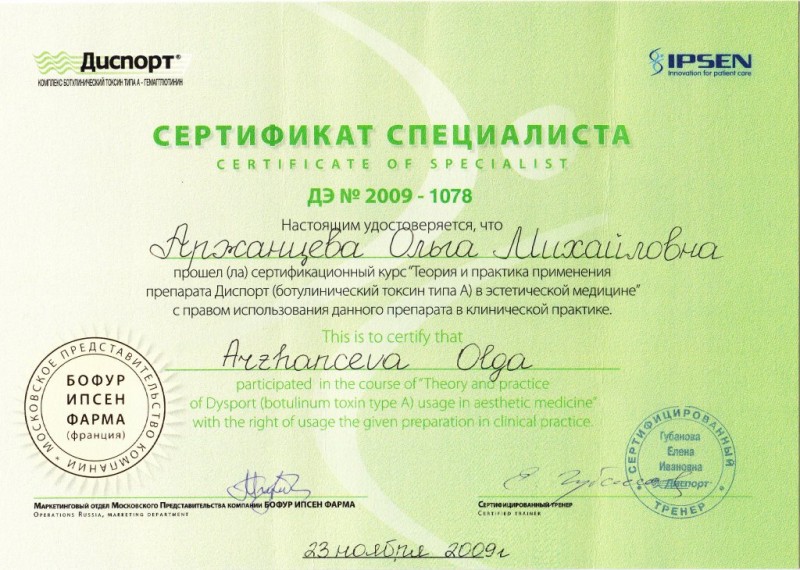 Диспорт®
КОМПЛЕКС БОТУЛИНИЧЕСКИЙ ТОКСИН ТИПА А - ГЕМАГГЛЮТИНИН
IPSEN
Innovation for patient care
СЕРТИФИКАТ СПЕЦИАЛИСТА
CERTIFICATE OF SPECIALIST
ДЭ № 2009 - 1078
Настоящим удостоверяется, что
Аржанцева Ольга Михайловна
прошел (ла) сертификационный курс "Теория и практика применения
препарата Диспорт (ботулинический токсин типа А) в эстетической медицине"
с правом использования данного препарата в клинической практике.
This is to certify that
Arzhanceva Olga
participated in the course of "Theory and practice
of Dysport (botulinum toxin type A) usage in aesthetic medicine"
with the right of usage the given preparation in clinical practice.
МОСКОВСКОЕ ПРЕДСТАВИТЕЛЬСТВО КОМПАНИИ
БОФУР
ИПСЕН
ФАРМА
(франция)
СЕРТИФИЦИРОВАННЫЙ ТРЕНЕР
Губанова
Елена
Ивановна
Диспорт
Маркетинговый отдел Московского Представительства компании БОФУР ИПСЕН ФАРМА
Operations Russia, marketing department
Сертифицированный тренер
Certified trainer
23 ноября 2009г